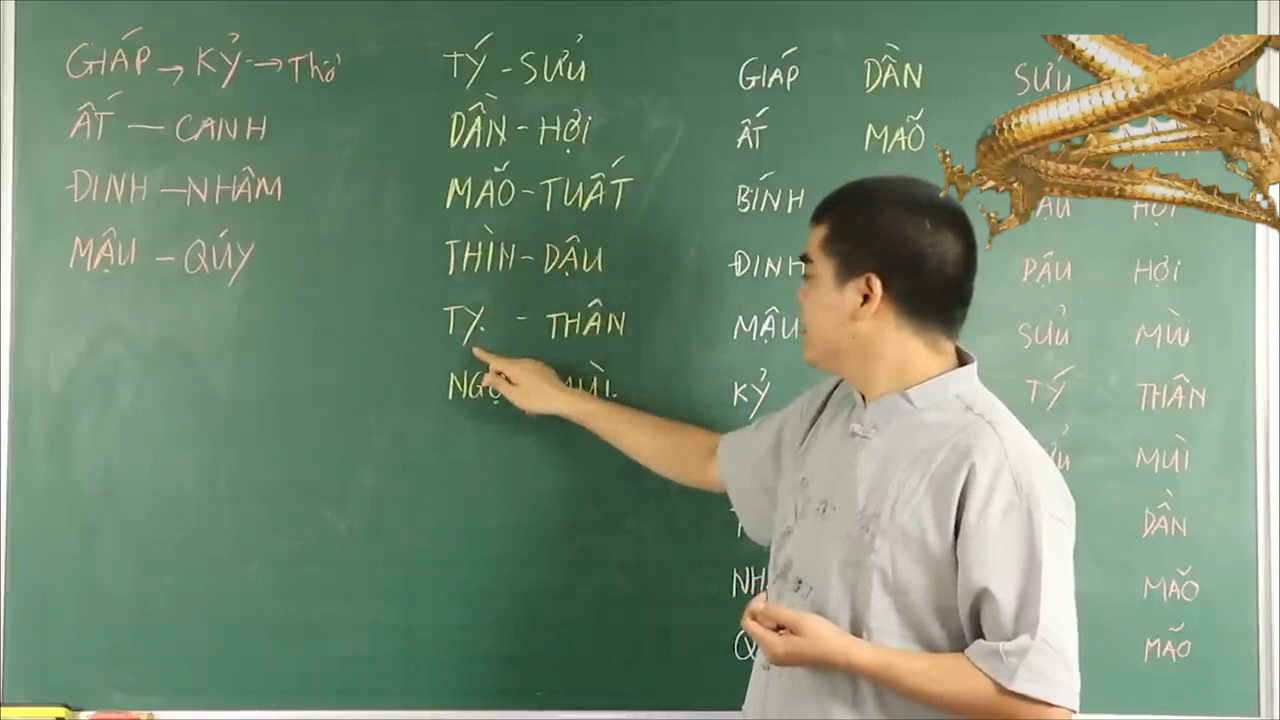 GIÁP → KỶ → Thổ
ẤT — CANH
ĐINH — NHÂM
MẬU — QÚY
TÝ - SỬU
DẦN - HỢI
MÃO - TUẤT
THÌN - DẬU
TỴ - THÂN
NGỌ MÙI.
GIÁP DẦN SỬU
ẤT MÃO
BÍNH HỢI
ĐINH DẬU HỢI
MẬU SỬU MÙI
KỶ TÝ THÂN
MÙI
DẦN
MÃO
MÃO